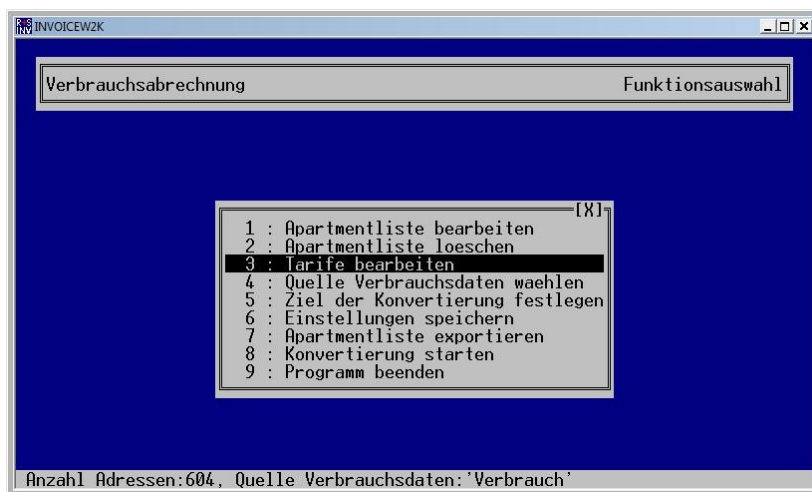 R S
INV
INVOICEW2K
Verbrauchsabrechnung Funktionsauswahl
[X]
1 : Apartmentliste bearbeiten
2 : Apartmentliste loeschen
3 : Tarife bearbeiten
4 : Quelle Verbrauchsdaten waehlen
5 : Ziel der Konvertierung festlegen
6 : Einstellungen speichern
7 : Apartmentliste exportieren
8 : Konvertierung starten
9 : Programm beenden
Anzahl Adressen:604, Quelle Verbrauchsdaten:'Verbrauch'